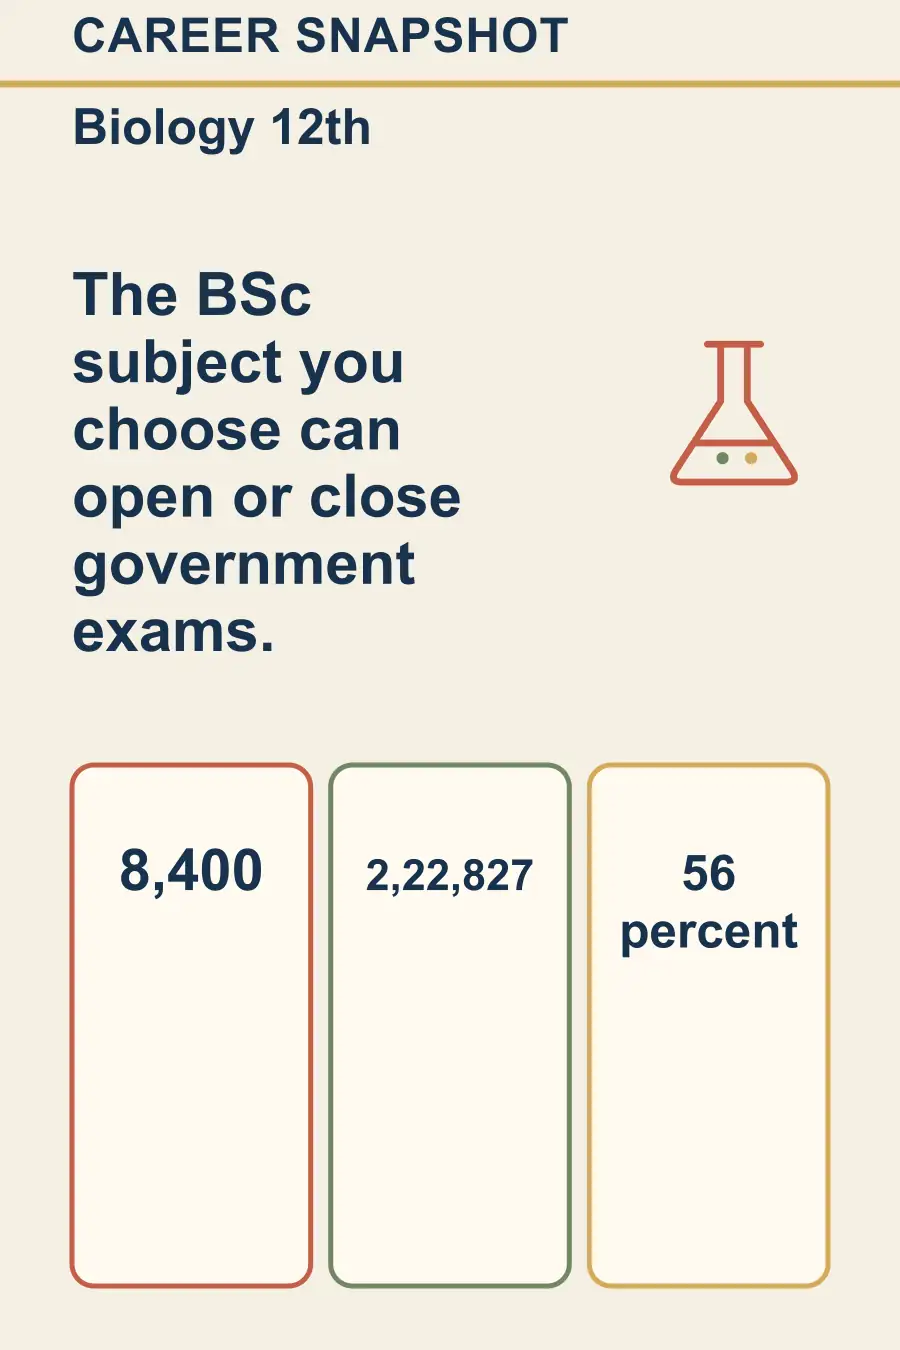 CAREER SNAPSHOT
Biology 12th
The BSc
subject you
choose can
open or close
government
exams.
8,400
2,22,827
56
percent